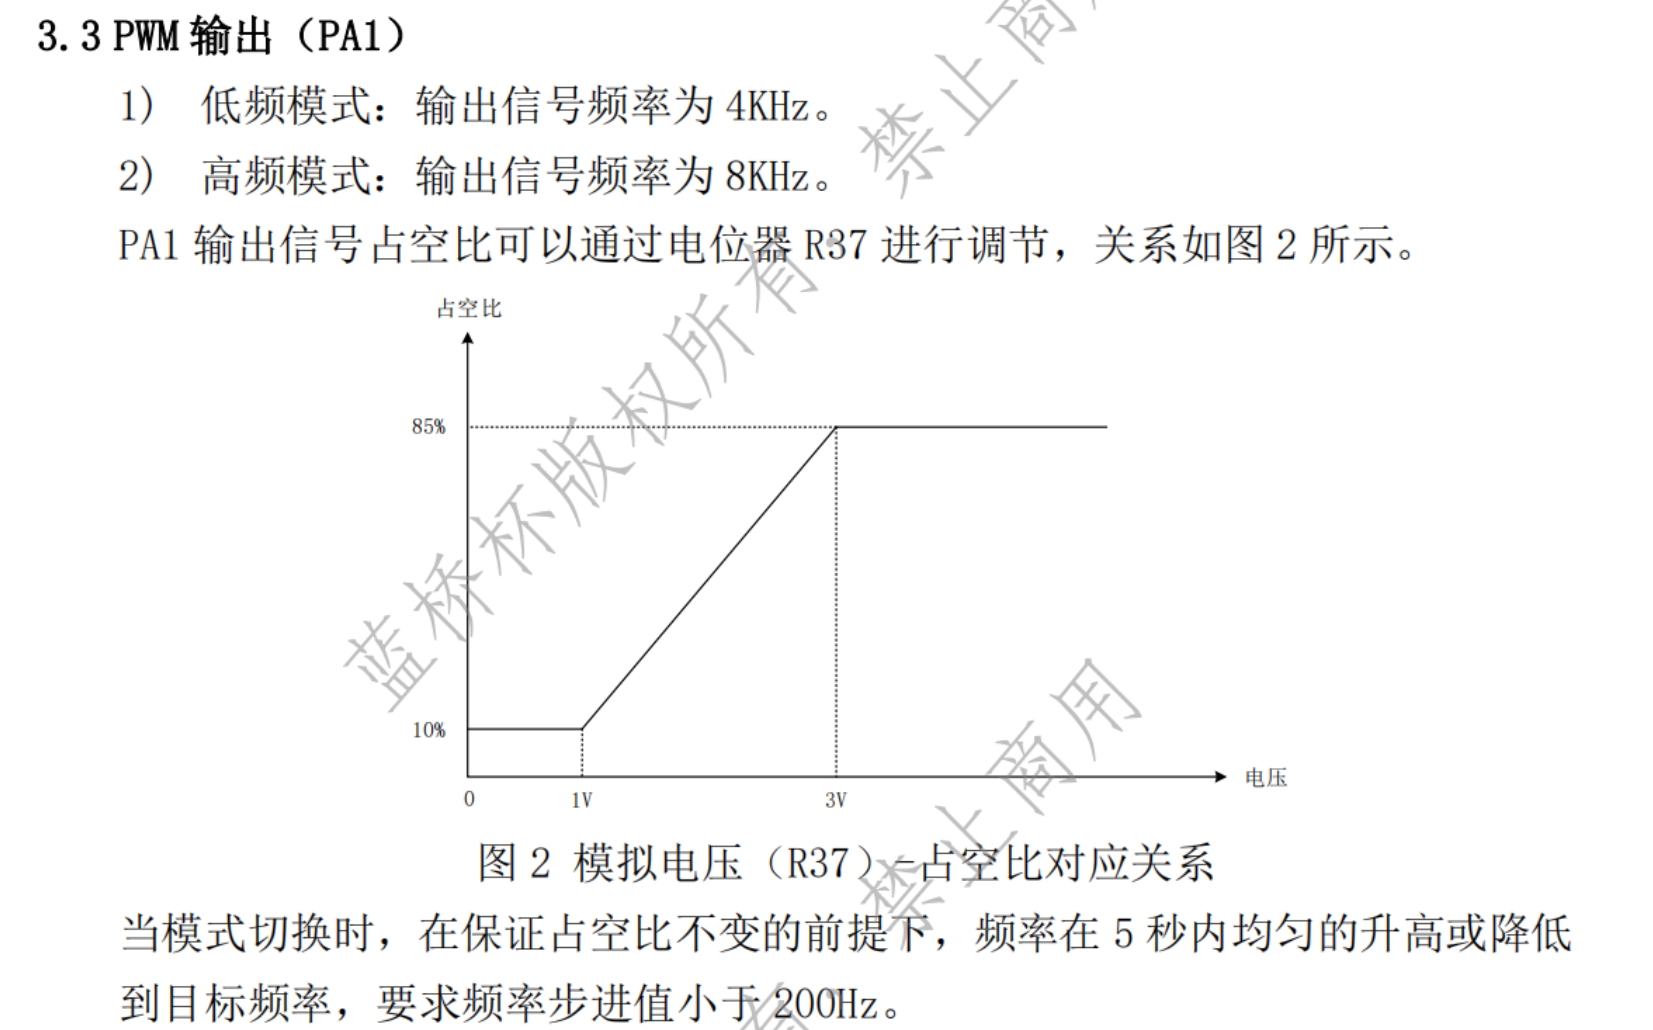 3.3 PWM 输出（PA1）
1) 低频模式：输出信号频率为 4KHz。
2) 高频模式：输出信号频率为 8KHz。
PA1 输出信号占空比可以通过电位器 R37 进行调节，关系如图 2 所示。
占空比
85%
10%
0
1V
3V
电压
图 2 模拟电压（R37）-占空比对应关系
当模式切换时，在保证占空比不变的前提下，频率在 5 秒内均匀的升高或降低
到目标频率，要求频率步进值小于 200Hz。
蓝桥杯版权所有
禁止商用
禁止商用
有